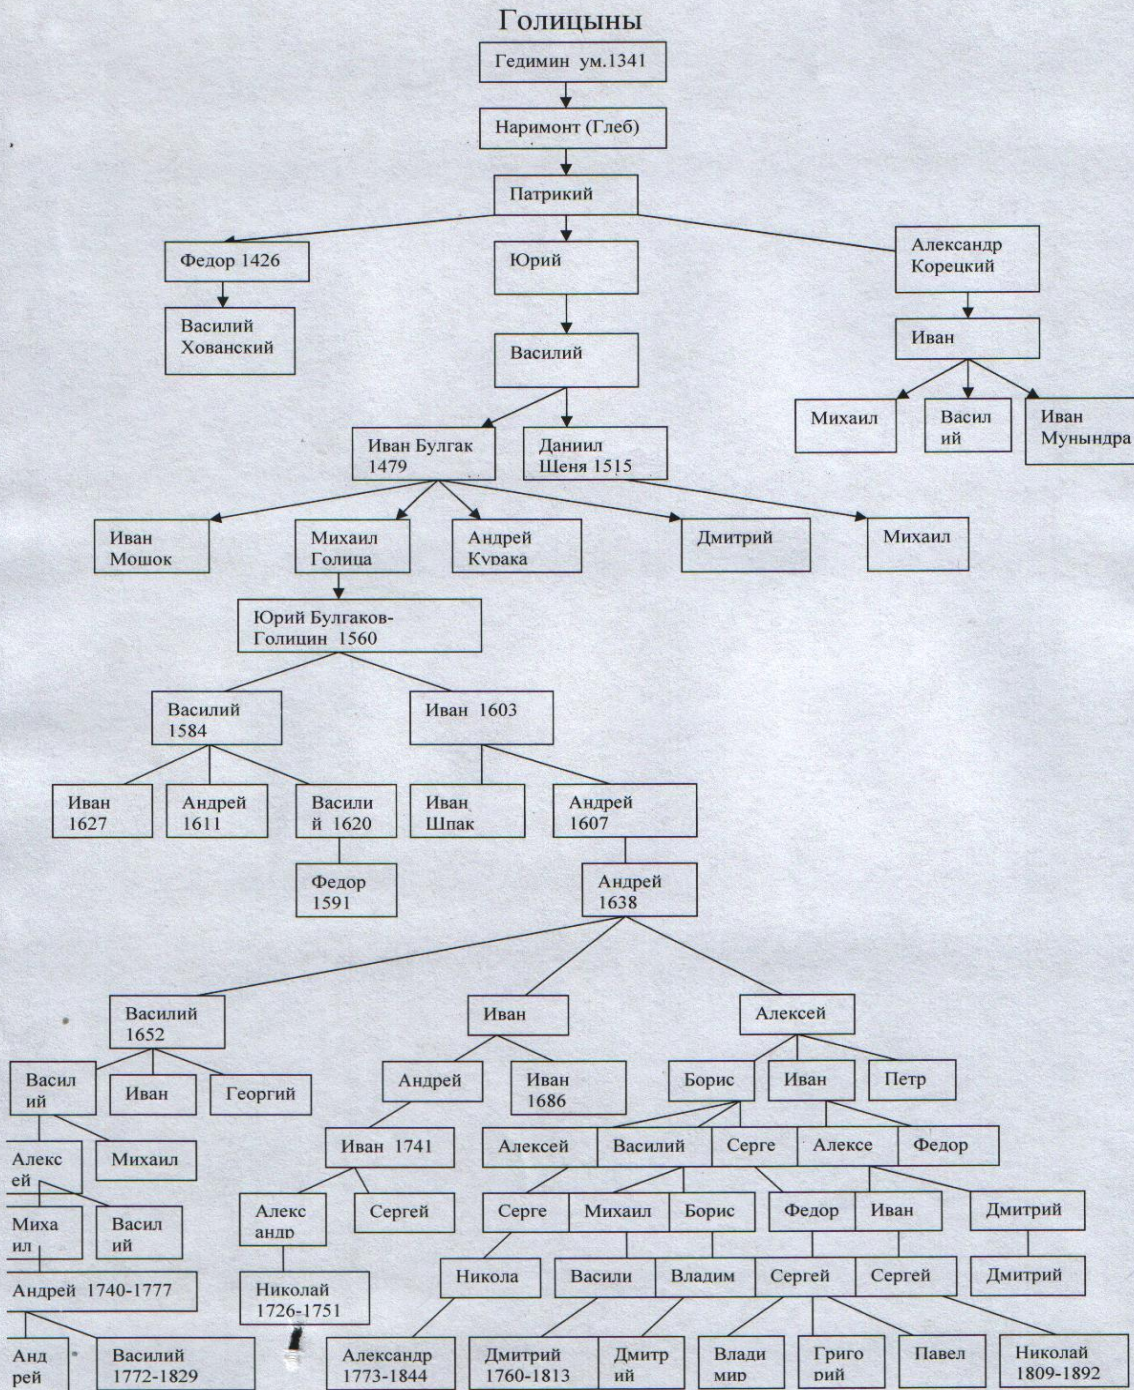 Голицыны
Гедимин ум.1341
Наримонт (Глеб)
Патрикий
Федор 1426
Юрий
Александр
Корецкий
Василий
Хованский
Василий
Иван
Михаил
Васил
ий
Иван
Мунындра
Иван Булгак
1479
Даниил
Щеня 1515
Иван
Мошок
Михаил
Голица
Андрей
Курака
Дмитрий
Михаил
Юрий Булгаков-
Голицин 1560
Василий
1584
Иван 1603
Иван
1627
Андрей
1611
Васили
й 1620
Иван
Шпак
Андрей
1607
Федор
1591
Андрей
1638
Василий
1652
Иван
Алексей
Васил
ий
Иван
Георгий
Андрей
Иван
1686
Борис
Иван
Петр
Алекс
ей
Михаил
Иван 1741
Алексей
Василий
Серге
Алексе
Федор
Миха
ил
Васил
ий
Алекс
андр
Сергей
Серге
Михаил
Борис
Федор
Иван
Дмитрий
Андрей 1740-1777
Николай
1726-1751
Никола
Васили
Владим
Сергей
Сергей
Дмитрий
Анд
рей
Василий
1772-1829
Александр
1773-1844
Дмитрий
1760-1813
Дмитр
ий
Влади
мир
Григо
рий
Павел
Николай
1809-1892